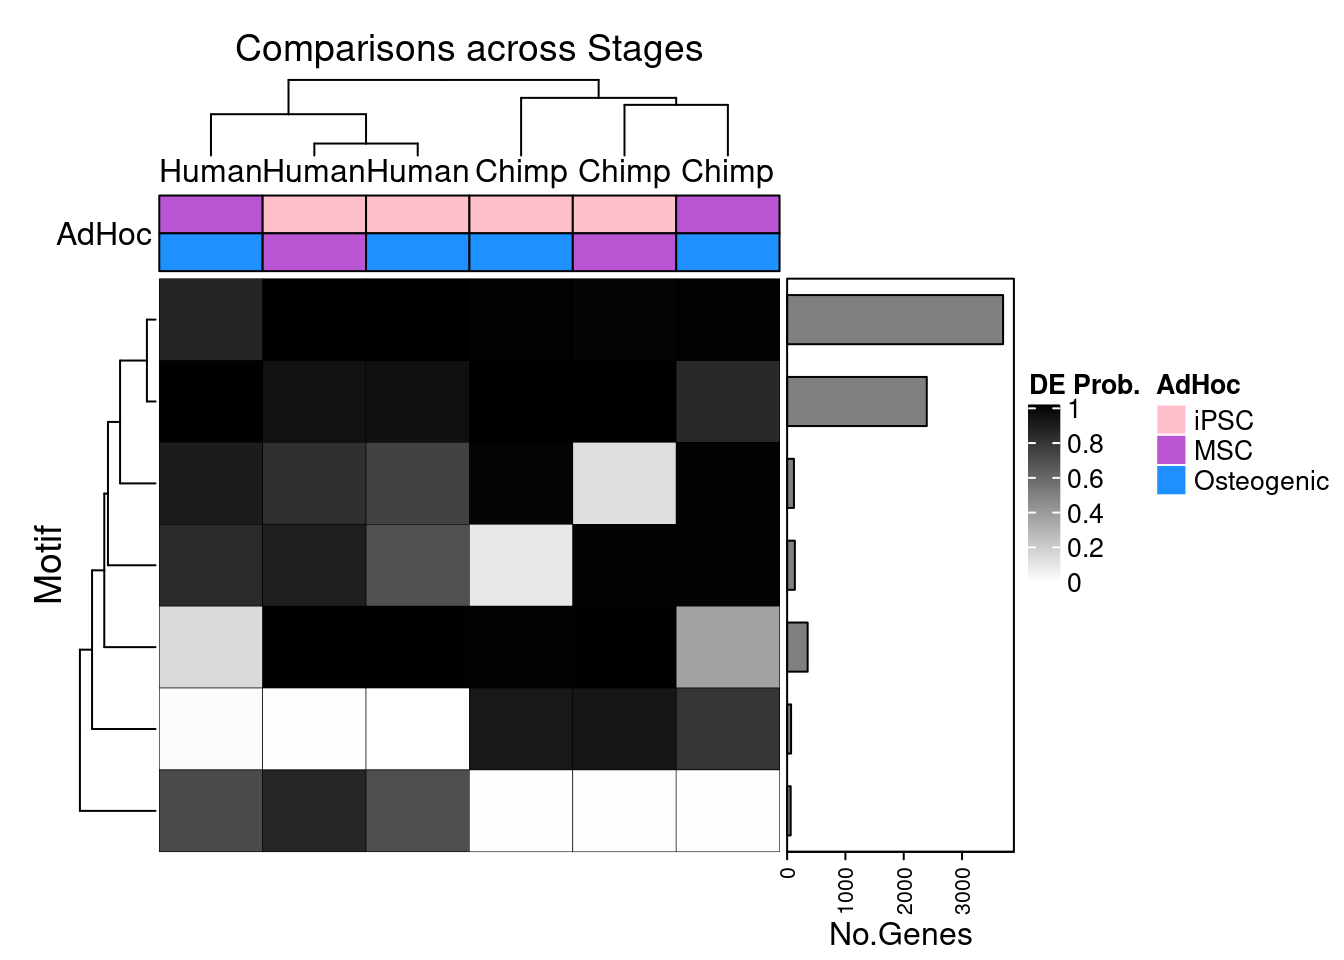 Comparisons across Stages
Human Human Human Chimp Chimp Chimp
AdHoc
Motif
DE Prob.
1
0.8
0.6
0.4
0.2
0
AdHoc
iPSC
MSC
Osteogenic
0 1000 2000 3000
No.Genes